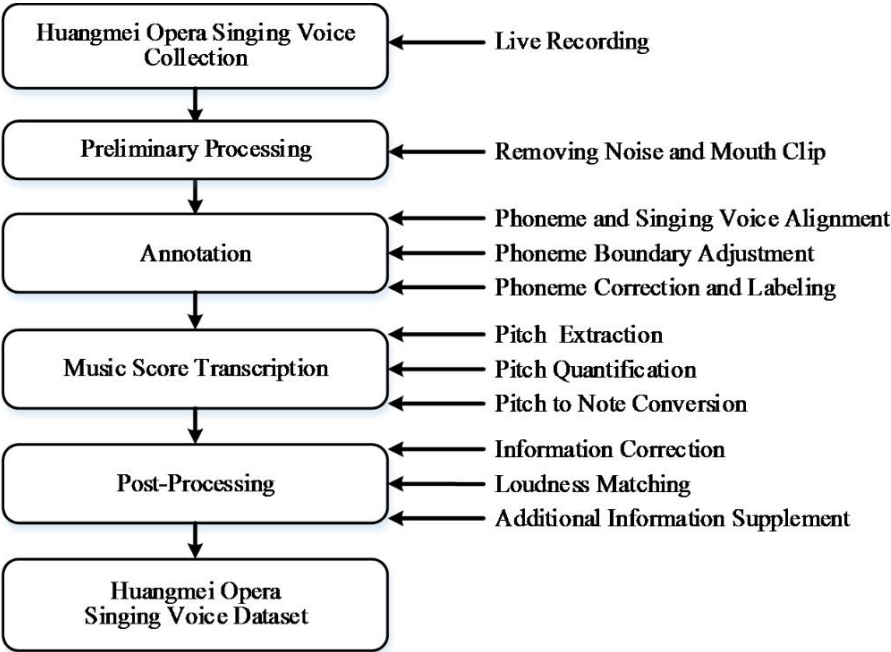 Huangmei Opera Singing Voice
Collection
Live Recording
Preliminary Processing
Removing Noise and Mouth Clip
Annotation
Phoneme and Singing Voice Alignment
Phoneme Boundary Adjustment
Phoneme Correction and Labeling
Music Score Transcription
Pitch Extraction
Pitch Quantification
Pitch to Note Conversion
Post-Processing
Information Correction
Loudness Matching
Additional Information Supplement
Huangmei Opera
Singing Voice Dataset